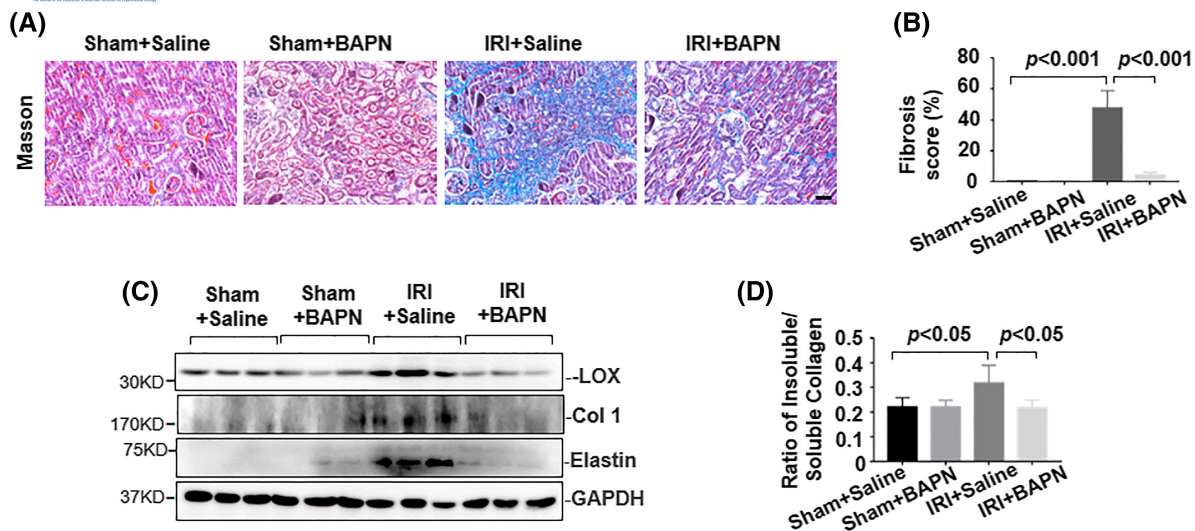 (A)
Sham+Saline
Sham+BAPN
IRI+Saline
IRI+BAPN
Masson
(B)
Fibrosis
score (%)
80
60
40
20
0
p<0.001
p<0.001
Sham+Saline
Sham+BAPN
IRI+Saline
IRI+BAPN
(C)
Sham
+Saline
Sham
+BAPN
IRI
+Saline
IRI
+BAPN
30KD
-LOX
170KD
-Col 1
75KD
-Elastin
37KD
-GAPDH
(D)
Ratio of Insoluble/
Soluble Collagen
0.5
0.4
0.3
0.2
0.1
0
p<0.05
p<0.05
Sham+Saline
Sham+BAPN
IRI+Saline
IRI+BAPN